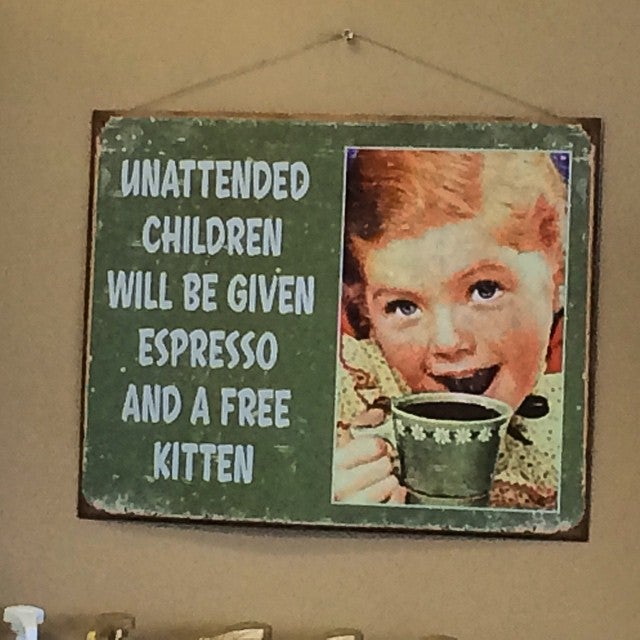 UNATTENDED
CHILDREN
WILL BE GIVEN
ESPRESSO
AND A FREE
KITTEN